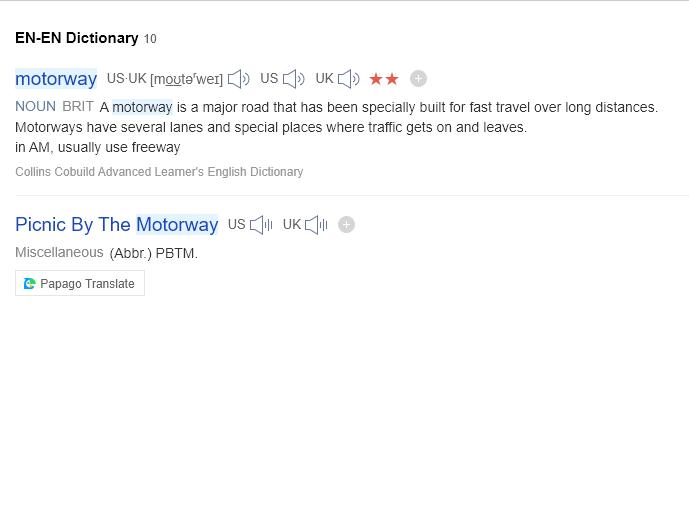 EN-EN Dictionary 10
motorway US·UK [moʊtərweɪ] US UK ★★
NOUN BRIT A motorway is a major road that has been specially built for fast travel over long distances.
Motorways have several lanes and special places where traffic gets on and leaves.
in AM, usually use freeway
Collins Cobuild Advanced Learner's English Dictionary
Picnic By The Motorway US UK
Miscellaneous (Abbr.) PBTM.
Papago Translate